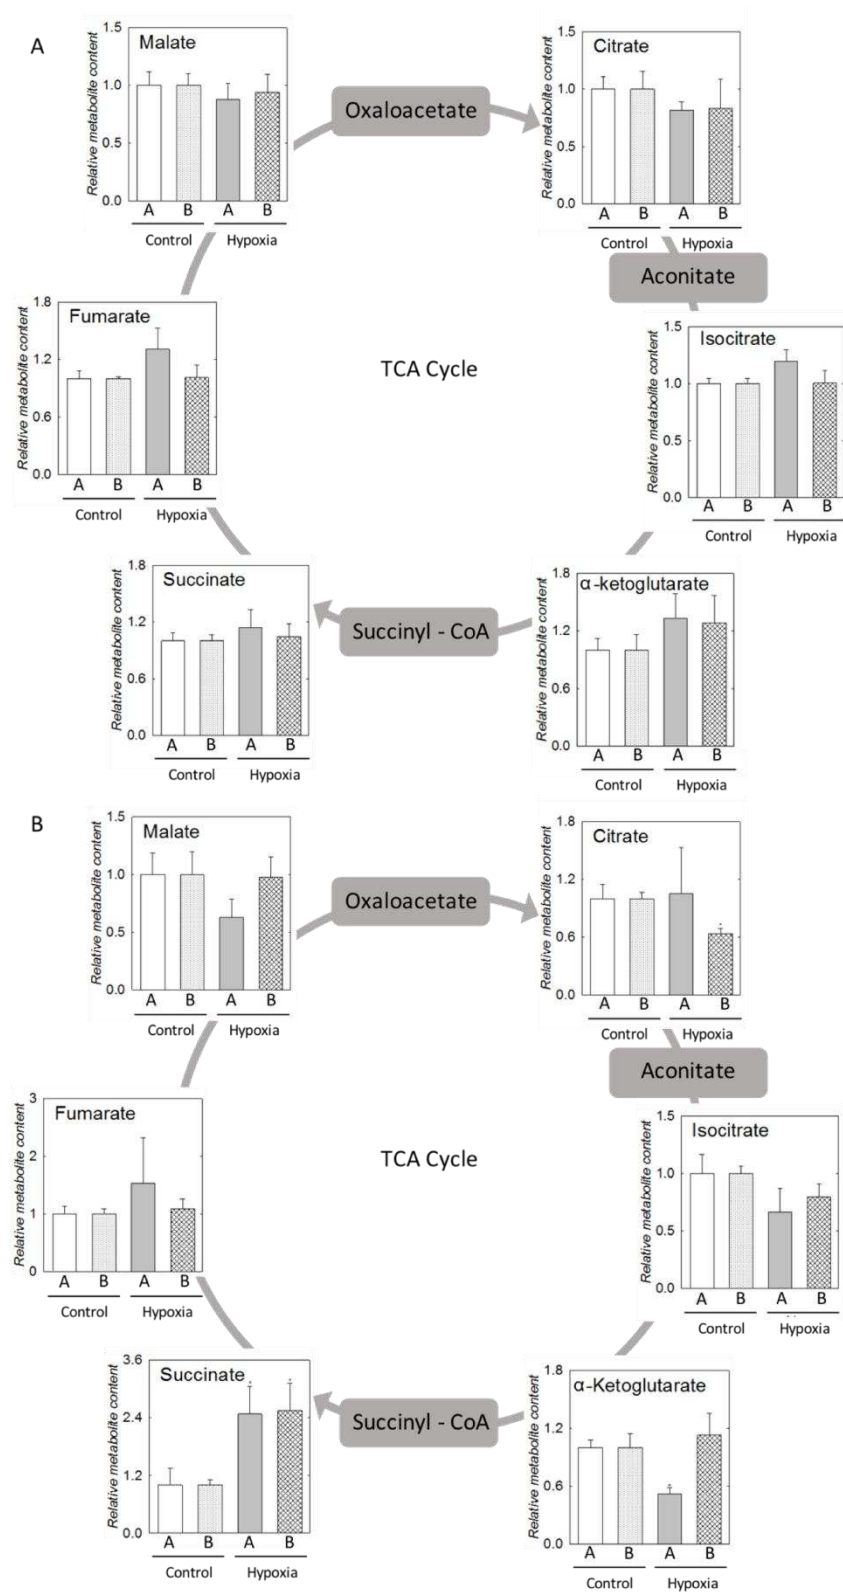 A
Malate
Relative metabolite content
1.5
1.0
0.5
0.0
A B A B
Control Hypoxia
Oxaloacetate
Citrate
Relative metabolite content
1.5
1.0
0.5
0.0
A B A B
Control Hypoxia
Aconitate
Fumarate
Relative metabolite content
1.8
1.2
0.6
0.0
A B A B
Control Hypoxia
TCA Cycle
Isocitrate
Relative metabolite content
1.5
1.0
0.5
0.0
A B A B
Control Hypoxia
Succinate
Relative metabolite content
1.8
1.2
0.6
0.0
A B A B
Control Hypoxia
Succinyl - CoA
α-ketoglutarate
Relative metabolite content
1.8
1.2
0.6
0.0
A B A B
Control Hypoxia
B
Malate
Relative metabolite content
1.5
1.0
0.5
0.0
A B A B
Control Hypoxia
Oxaloacetate
Citrate
Relative metabolite content
1.8
1.2
0.6
0.0
*
A B A B
Control Hypoxia
Aconitate
Fumarate
Relative metabolite content
3
2
1
0
A B A B
Control Hypoxia
TCA Cycle
Isocitrate
Relative metabolite content
1.5
1.0
0.5
0.0
A B A B
Control Hypoxia
Succinate
Relative metabolite content
3.6
2.4
1.2
0.0
* *
A B A B
Control Hypoxia
Succinyl - CoA
α-Ketoglutarate
Relative metabolite content
1.8
1.2
0.6
0.0
*
A B A B
Control Hypoxia